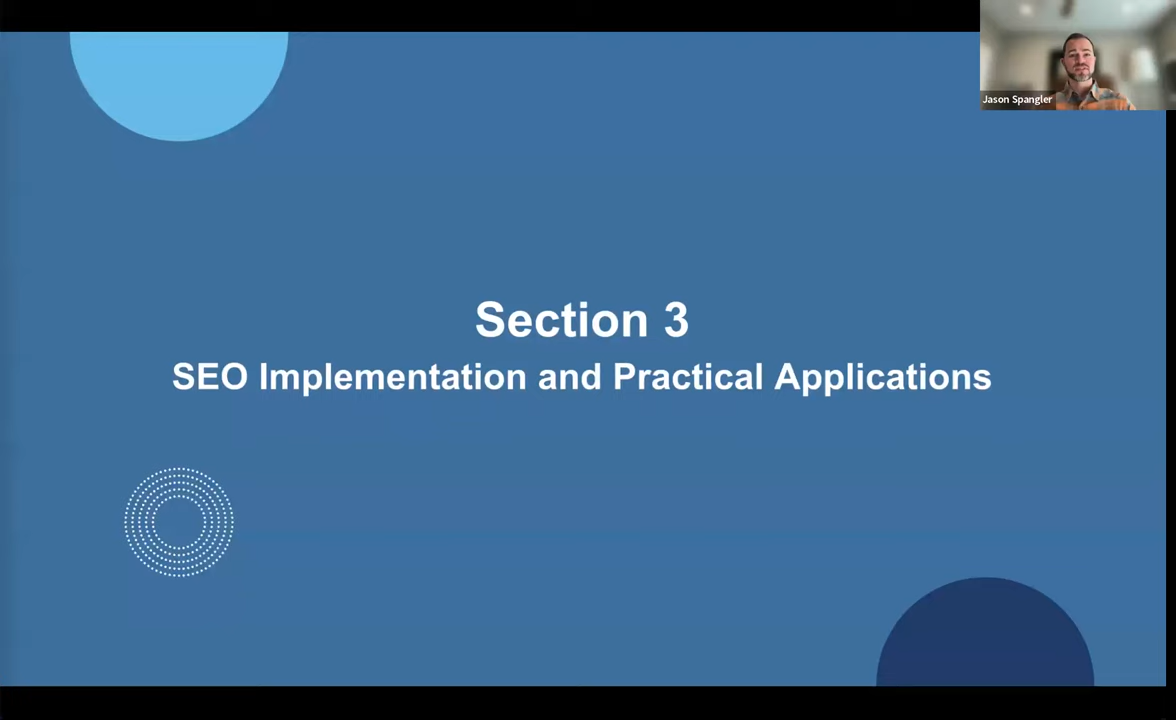 Jason Spangler
Section 3
SEO Implementation and Practical Applications